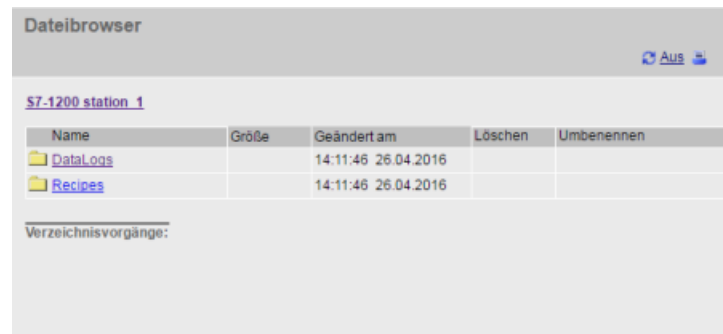 Dateibrowser
Aus
S7-1200 station_1
Name Größe Geändert am Löschen Umbenennen
DataLogs 14:11:46 26.04.2016
Recipes 14:11:46 26.04.2016
Verzeichnisvorgänge: